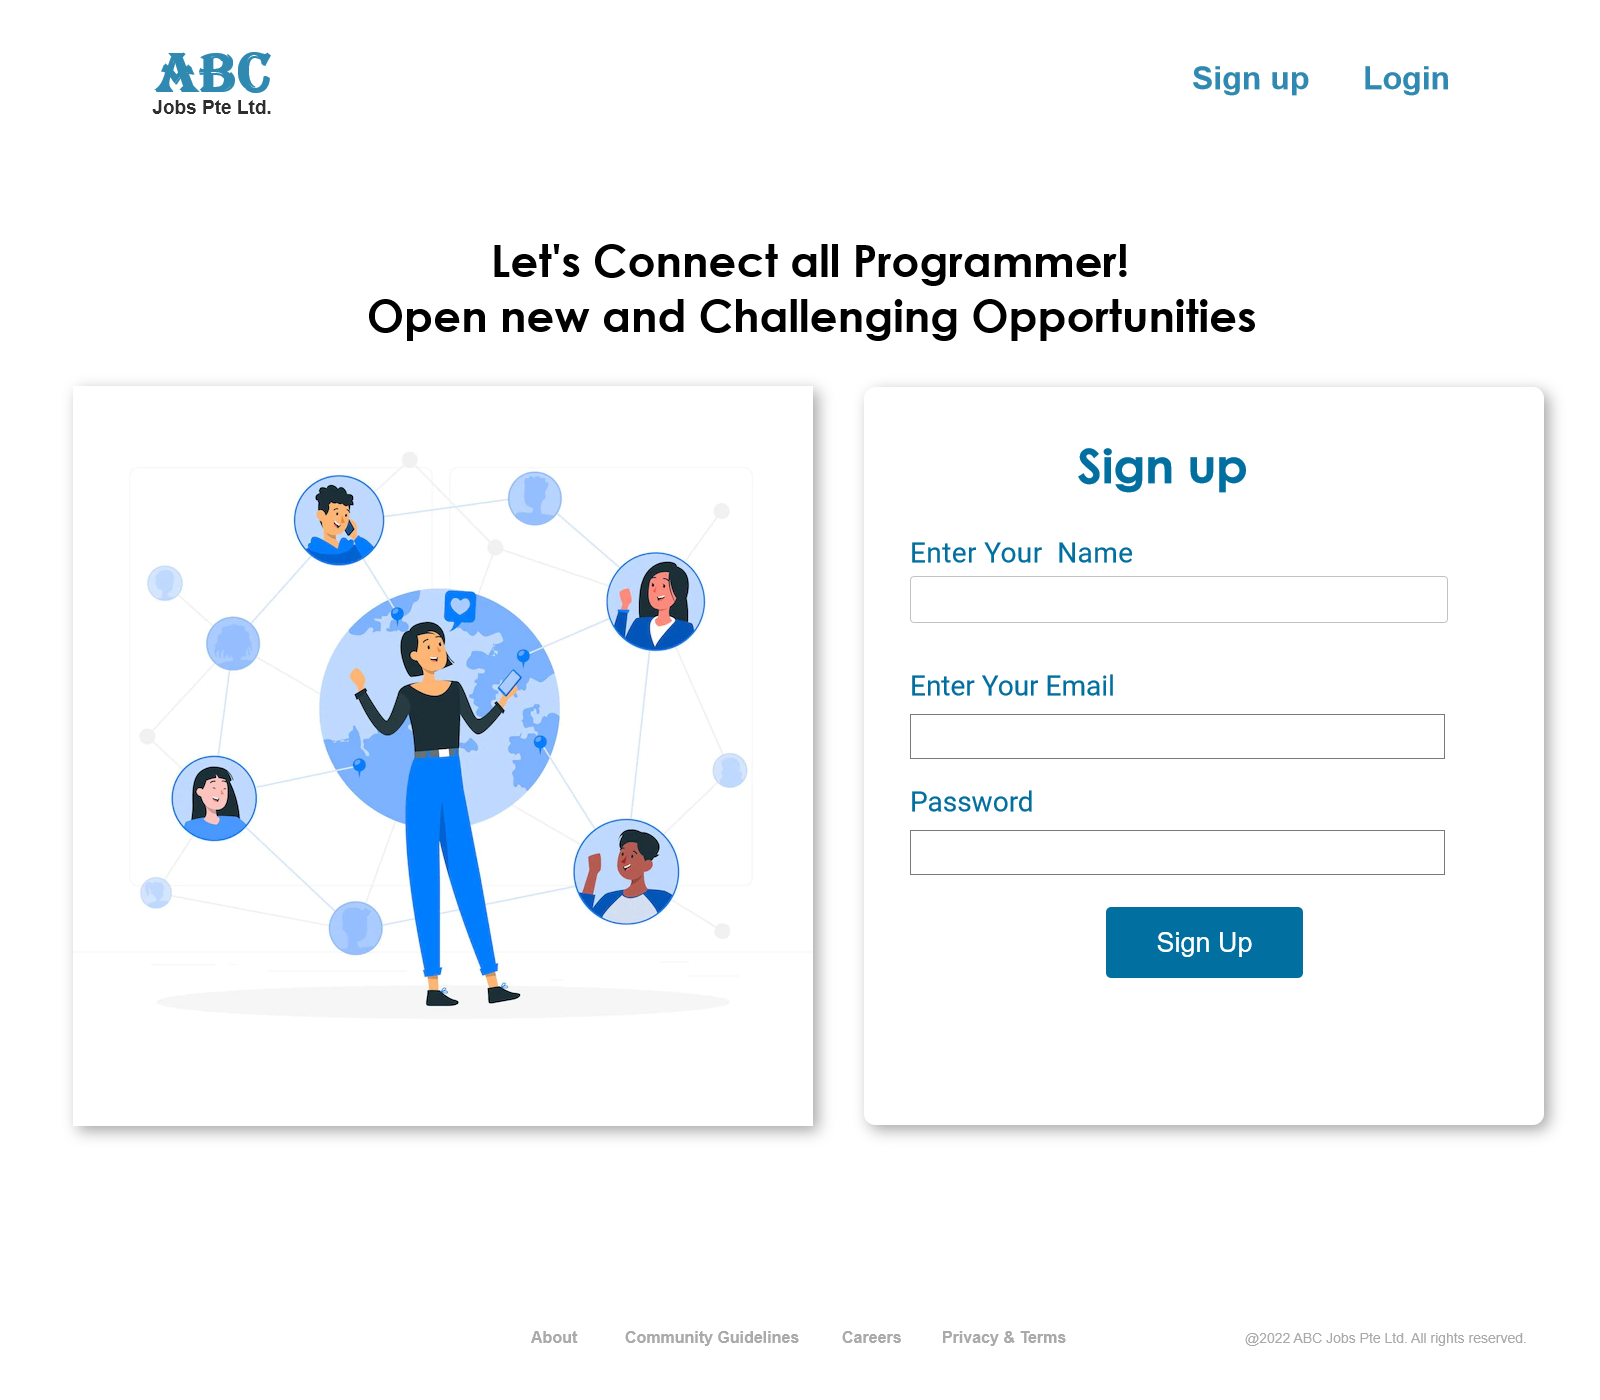 ABC
Jobs Pte Ltd.
Sign up
Login
Let's Connect all Programmer!
Open new and Challenging Opportunities
Sign up
Enter Your Name
Enter Your Email
Password
Sign Up
About
Community Guidelines
Careers
Privacy & Terms
@2022 ABC Jobs Pte Ltd. All rights reserved.